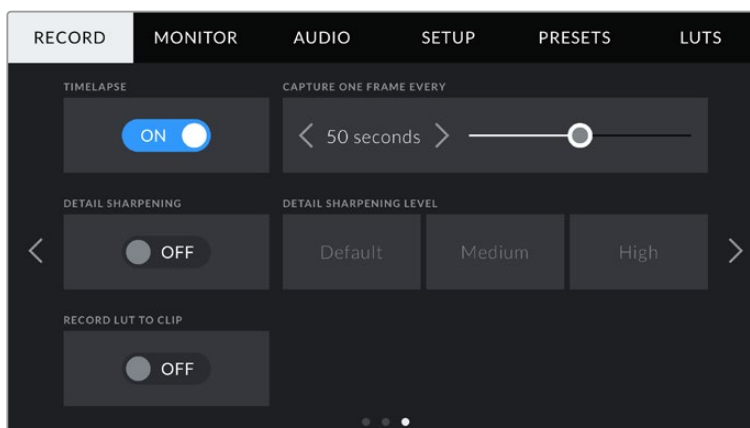 RECORD MONITOR AUDIO SETUP PRESETS LUTS
TIMELAPSE CAPTURE ONE FRAME EVERY
ON 50 seconds
DETAIL SHARPENING DETAIL SHARPENING LEVEL
OFF Default Medium High
RECORD LUT TO CLIP
OFF